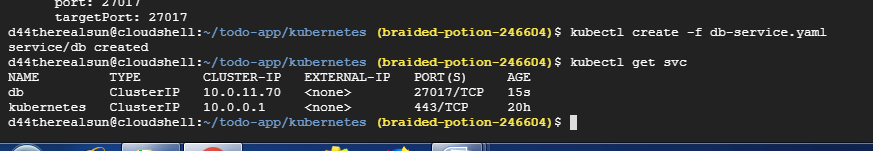 port: 27017
targetPort: 27017
d44therealsun@cloudshell:~/todo-app/kubernetes (braided-potion-246604)$ kubectl create -f db-service.yaml
service/db created
d44therealsun@cloudshell:~/todo-app/kubernetes (braided-potion-246604)$ kubectl get svc
NAME TYPE CLUSTER-IP EXTERNAL-IP PORT(S) AGE
db ClusterIP 10.0.11.70 <none> 27017/TCP 15s
kubernetes ClusterIP 10.0.0.1 <none> 443/TCP 20h
d44therealsun@cloudshell:~/todo-app/kubernetes (braided-potion-246604)$